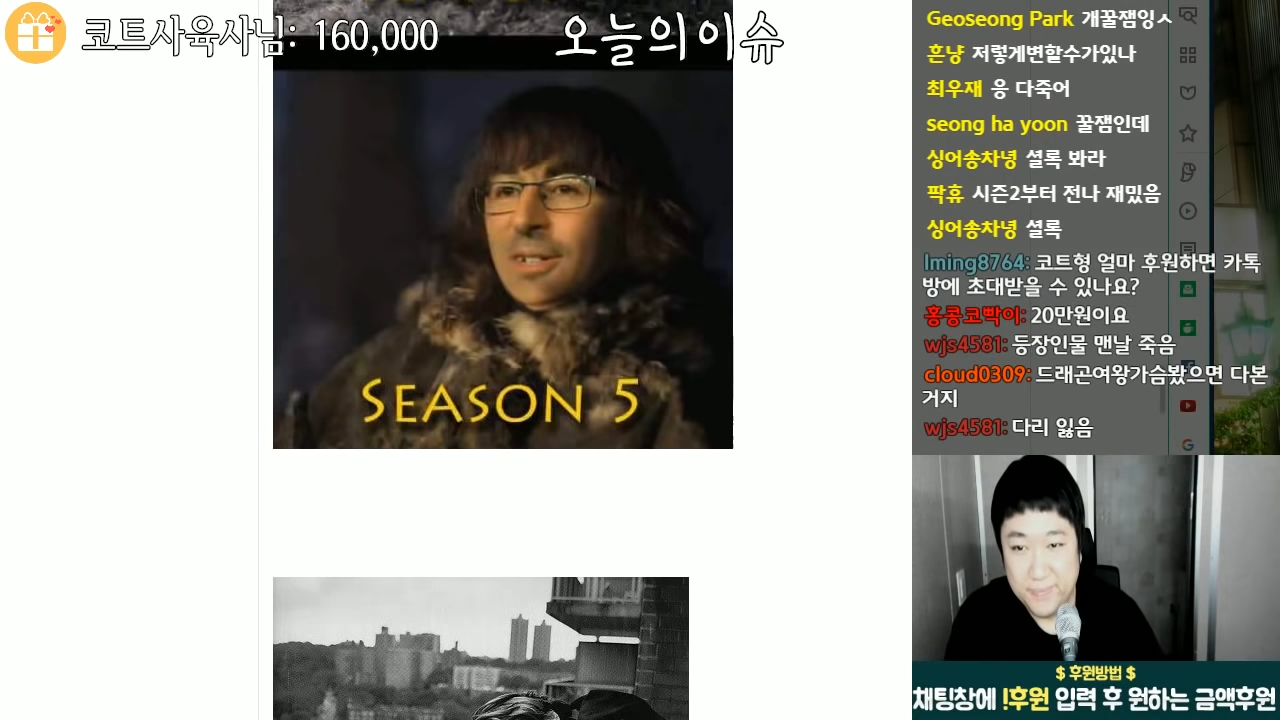 코트사육사님: 160,000
오늘의이슈
SEASON 5
Geoseong Park 개꿀잼잉ㅅ
흔냥 저렇게변할수가있나
최우재 응 다죽어
seong ha yoon 꿀잼인데
싱어송차녕 셜록 봐라
팍휴 시즌2부터 전나 재밌음
싱어송차녕 셜록
lming8764: 코트형 얼마 후원하면 카톡
방에 초대받을 수 있나요?
홍콩코빡이: 20만원이요
wjs4581: 등장인물 맨날 죽음
cloud0309: 드래곤여왕가슴봤으면 다본
거지
wjs4581: 다리 잃음
$ 후원방법 $
채팅창에 !후원 입력 후 원하는 금액후원